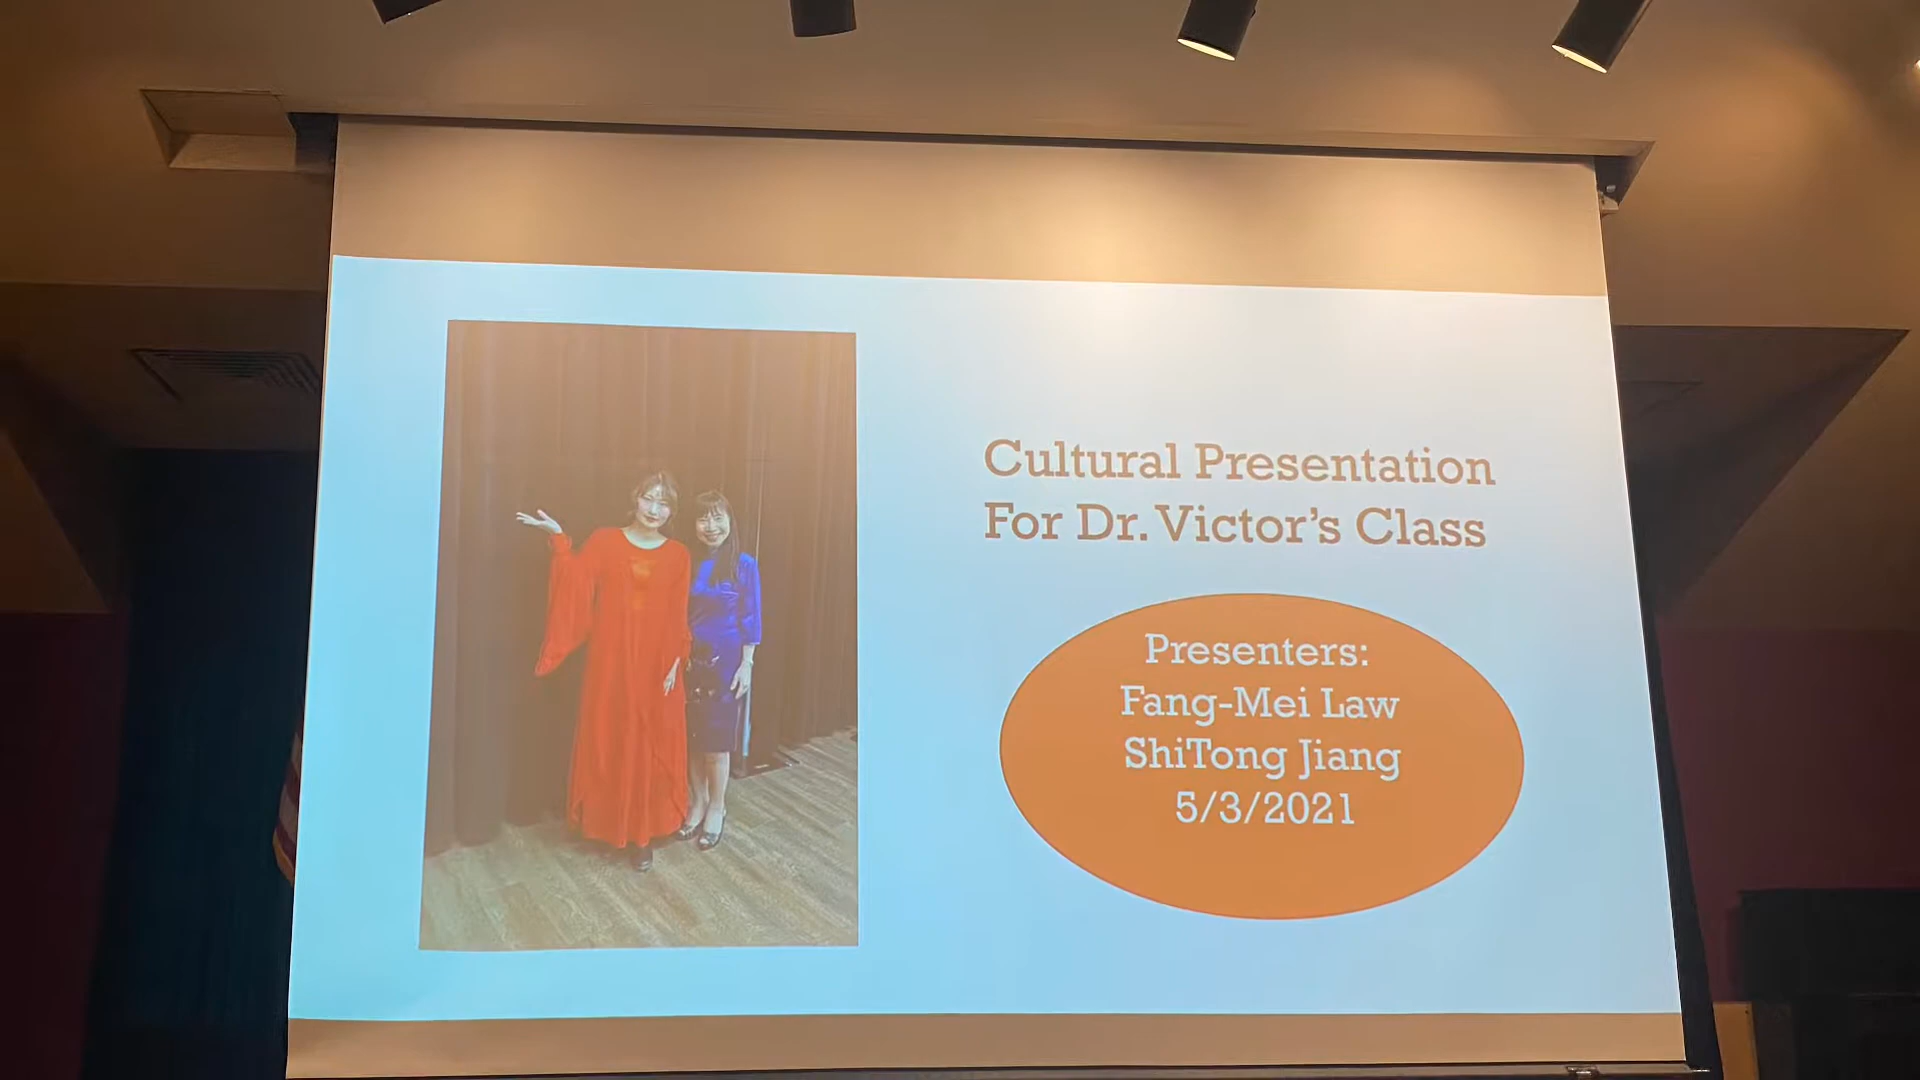 Cultural Presentation
For Dr. Victor's Class
Presenters:
Fang-Mei Law
ShiTong Jiang
5/3/2021